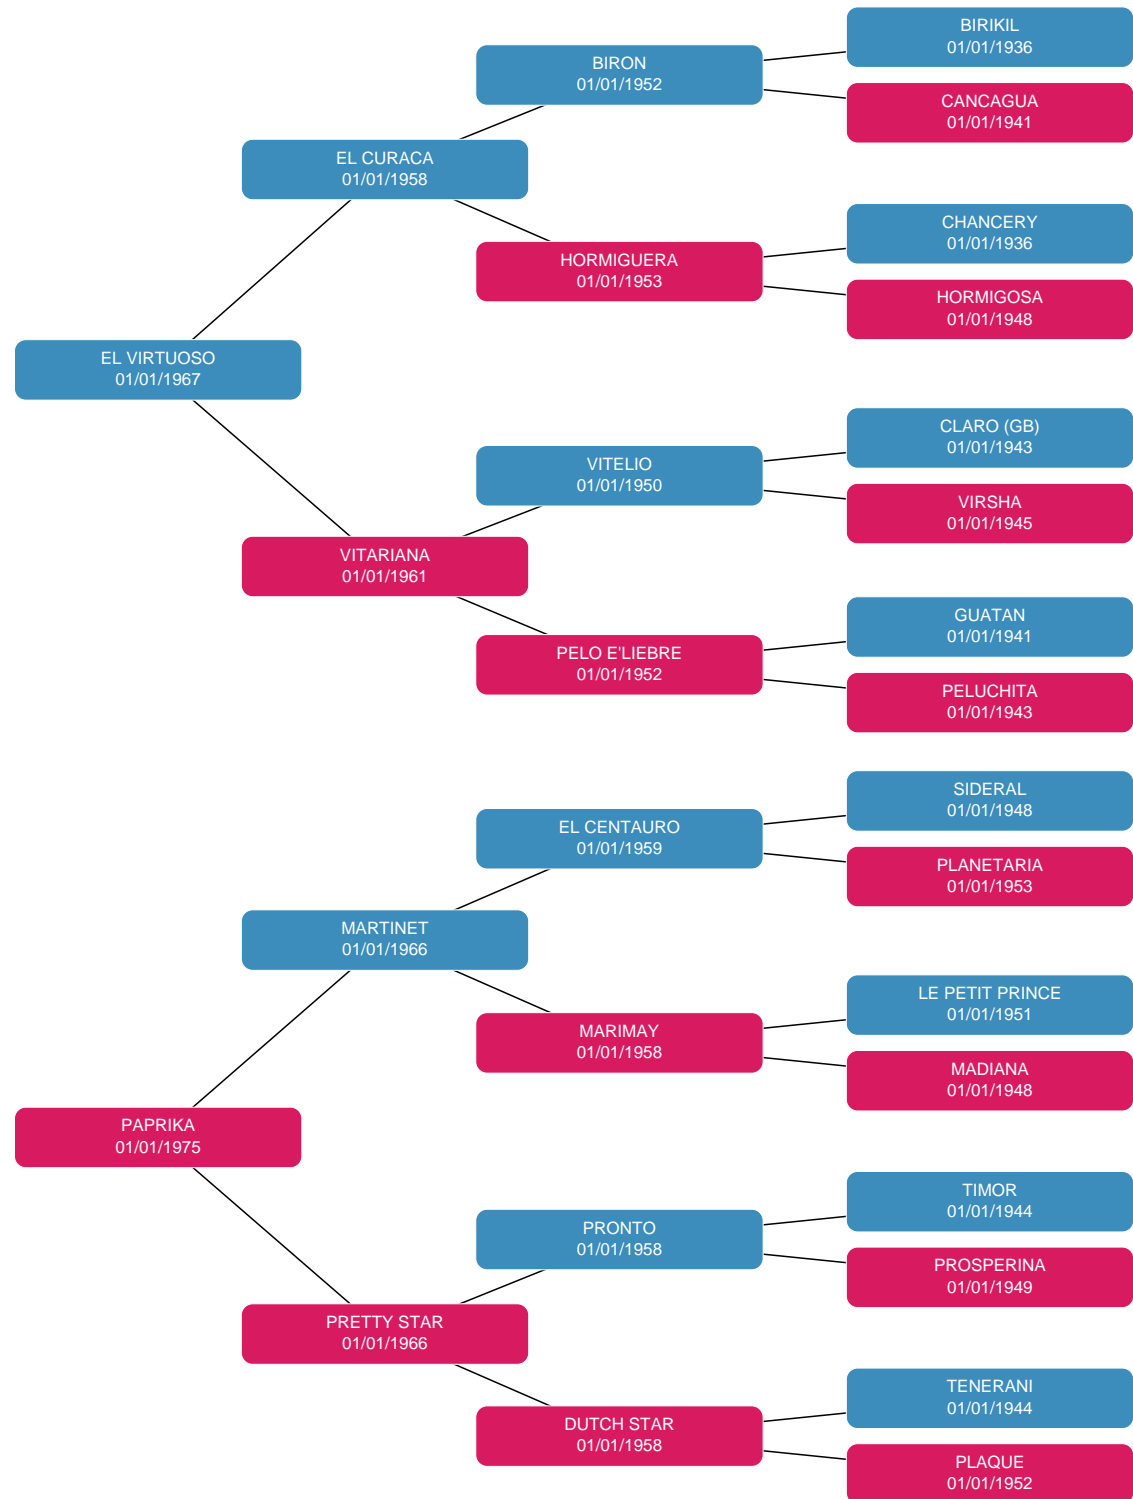 BIRIKIL
01/01/1936
BIRON
01/01/1952
CANCAGUA
01/01/1941
EL CURACA
01/01/1958
CHANCERY
01/01/1936
HORMIGUERA
01/01/1953
HORMIGOSA
01/01/1948
EL VIRTUOSO
01/01/1967
CLARO (GB)
01/01/1943
VITELIO
01/01/1950
VIRSHA
01/01/1945
VITARIANA
01/01/1961
GUATAN
01/01/1941
PELO E'LIEBRE
01/01/1952
PELUCHITA
01/01/1943
SIDERAL
01/01/1948
EL CENTAURO
01/01/1959
PLANETARIA
01/01/1953
MARTINET
01/01/1966
LE PETIT PRINCE
01/01/1951
MARIMAY
01/01/1958
MADIANA
01/01/1948
PAPRIKA
01/01/1975
TIMOR
01/01/1944
PRONTO
01/01/1958
PROSPERINA
01/01/1949
PRETTY STAR
01/01/1966
TENERANI
01/01/1944
DUTCH STAR
01/01/1958
PLAQUE
01/01/1952